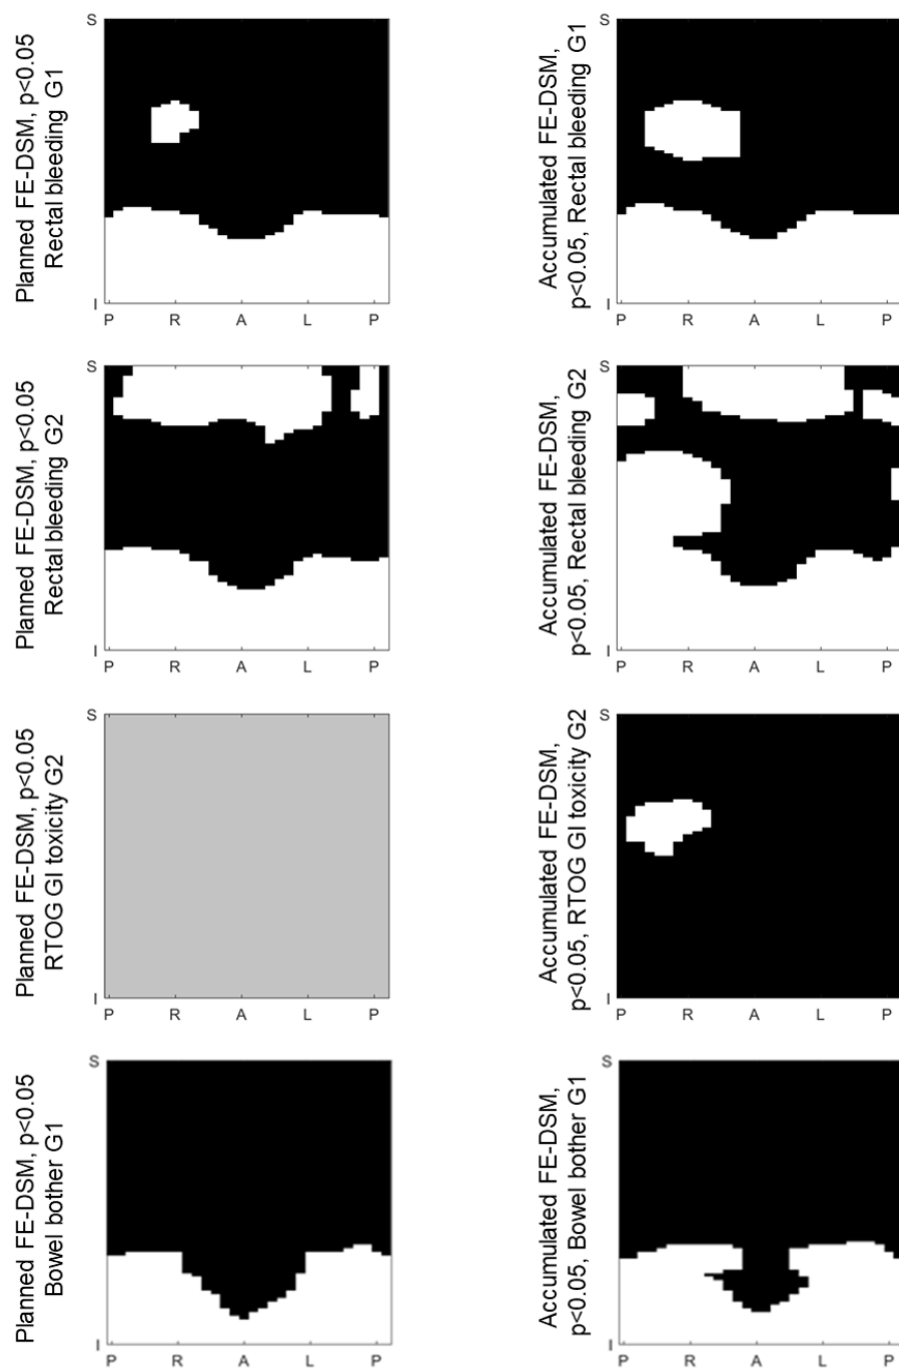 Planned FE-DSM, p<0.05
Rectal bleeding G1
S
I
P R A L P
Accumulated FE-DSM,
p<0.05, Rectal bleeding G1
S
I
P R A L P
Planned FE-DSM, p<0.05
Rectal bleeding G2
S
I
P R A L P
Accumulated FE-DSM,
p<0.05, Rectal bleeding G2
S
I
P R A L P
Planned FE-DSM, p<0.05
RTOG GI toxicity G2
S
I
P R A L P
Accumulated FE-DSM,
p<0.05, RTOG GI toxicity G2
S
I
P R A L P
Planned FE-DSM, p<0.05
Bowel bother G1
S
I
P R A L P
Accumulated FE-DSM,
p<0.05, Bowel bother G1
S
I
P R A L P